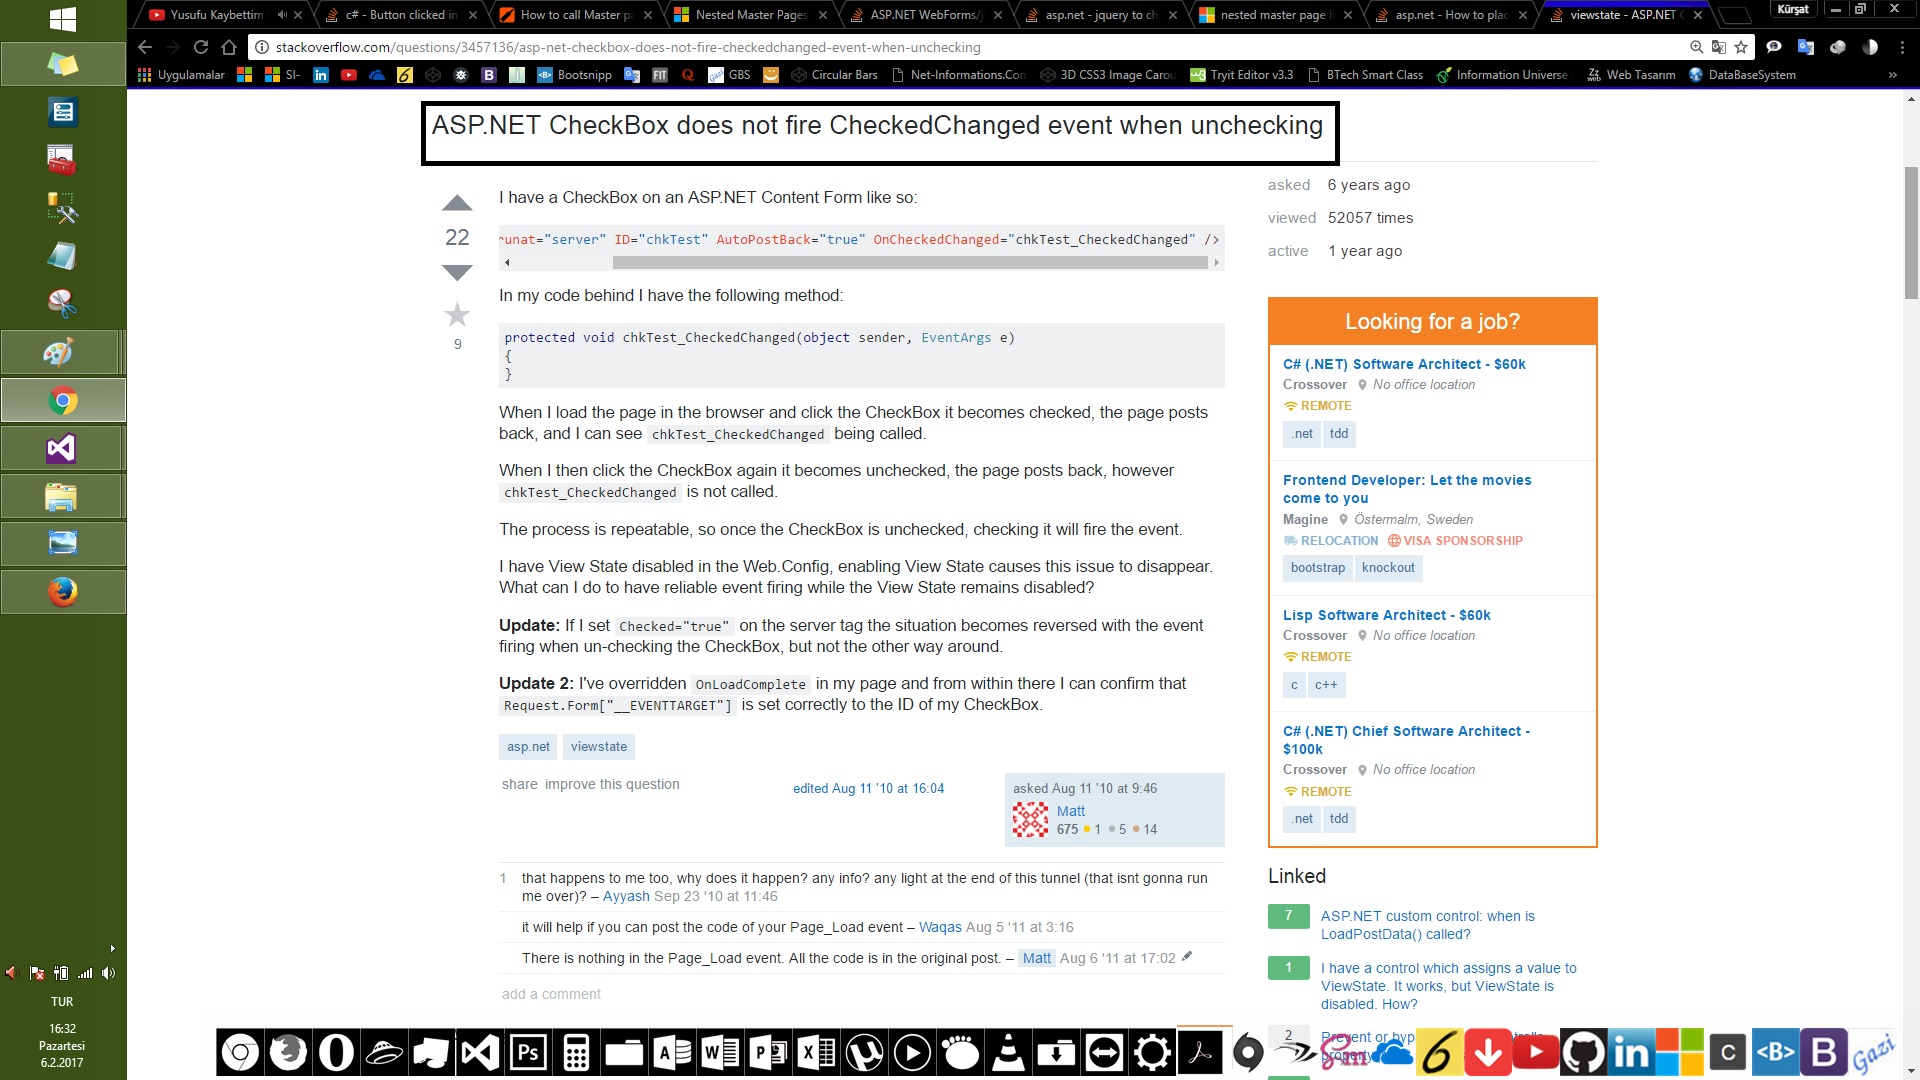 Yusufu Kaybettim
c# - Button clicked in
How to call Master pa
Nested Master Pages
ASP.NET WebForms/
asp.net - jquery to ch
nested master page
asp.net - How to plac
viewstate - ASP.NET
Kürşat
stackoverflow.com/questions/3457136/asp-net-checkbox-does-not-fire-checkedchanged-event-when-unchecking
Uygulamalar
SI-
Bootsnipp
FIT
GBS
Circular Bars
Net-Informations.Com
3D CSS3 Image Carou
Tryit Editor v3.3
BTech Smart Class
Information Universe
Web Tasarım
DataBaseSystem
ASP.NET CheckBox does not fire CheckedChanged event when unchecking
22
9
I have a CheckBox on an ASP.NET Content Form like so:
unat="server" ID="chkTest" AutoPostBack="true" OnCheckedChanged="chkTest_CheckedChanged" />
In my code behind I have the following method:
protected void chkTest_CheckedChanged(object sender, EventArgs e)
{
}
When I load the page in the browser and click the CheckBox it becomes checked, the page posts
back, and I can see chkTest_CheckedChanged being called.
When I then click the CheckBox again it becomes unchecked, the page posts back, however
chkTest_CheckedChanged is not called.
The process is repeatable, so once the CheckBox is unchecked, checking it will fire the event.
I have View State disabled in the Web.Config, enabling View State causes this issue to disappear.
What can I do to have reliable event firing while the View State remains disabled?
Update: If I set Checked="true" on the server tag the situation becomes reversed with the event
firing when un-checking the CheckBox, but not the other way around.
Update 2: I've overridden OnLoadComplete in my page and from within there I can confirm that
Request.Form["__EVENTTARGET"] is set correctly to the ID of my CheckBox.
asp.net viewstate
share improve this question
edited Aug 11 '10 at 16:04
asked Aug 11 '10 at 9:46
Matt
675 1 5 14
1 that happens to me too, why does it happen? any info? any light at the end of this tunnel (that isnt gonna run
me over)? – Ayyash Sep 23 '10 at 11:46
it will help if you can post the code of your Page_Load event – Waqas Aug 5 '11 at 3:16
There is nothing in the Page_Load event. All the code is in the original post. – Matt Aug 6 '11 at 17:02
add a comment
asked 6 years ago
viewed 52057 times
active 1 year ago
Looking for a job?
C# (.NET) Software Architect - $60k
Crossover No office location
REMOTE
.net tdd
Frontend Developer: Let the movies
come to you
Magine Östermalm, Sweden
RELOCATION VISA SPONSORSHIP
bootstrap knockout
Lisp Software Architect - $60k
Crossover No office location
REMOTE
c c++
C# (.NET) Chief Software Architect -
$100k
Crossover No office location
REMOTE
.net tdd
Linked
7 ASP.NET custom control: when is
LoadPostData() called?
1 I have a control which assigns a value to
ViewState. It works, but ViewState is
disabled. How?
2 Prevent or
TUR
16:32
Pazartesi
6.2.2017
Ps
Gazi